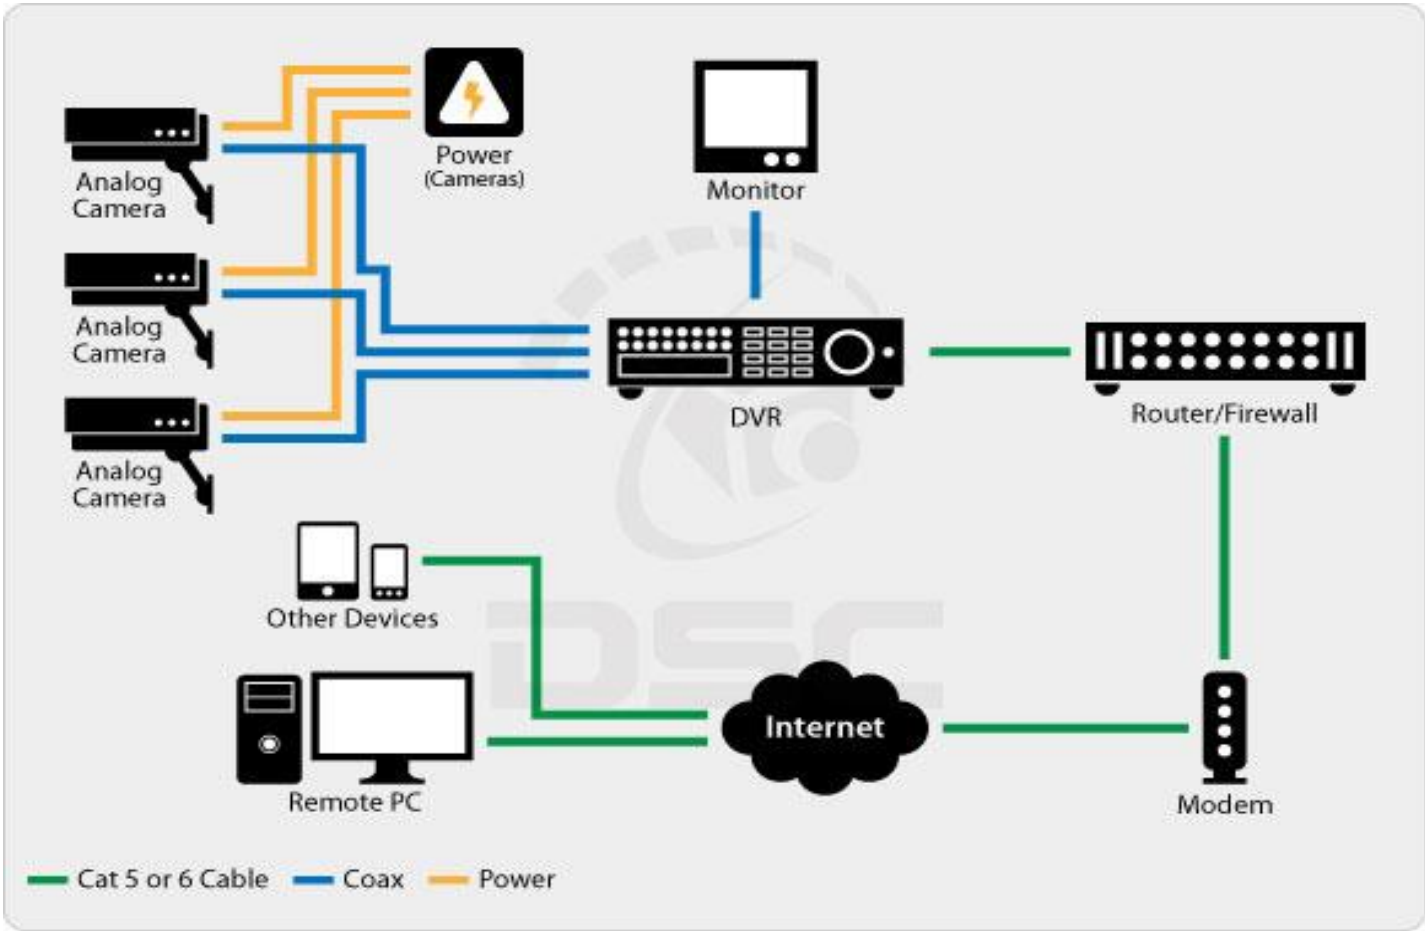 Power
(Cameras)
Monitor
Analog
Camera
Analog
Camera
DVR
Router/Firewall
Analog
Camera
Other Devices
DSC
Internet
Remote PC
Modem
Cat 5 or 6 Cable
Coax
Power